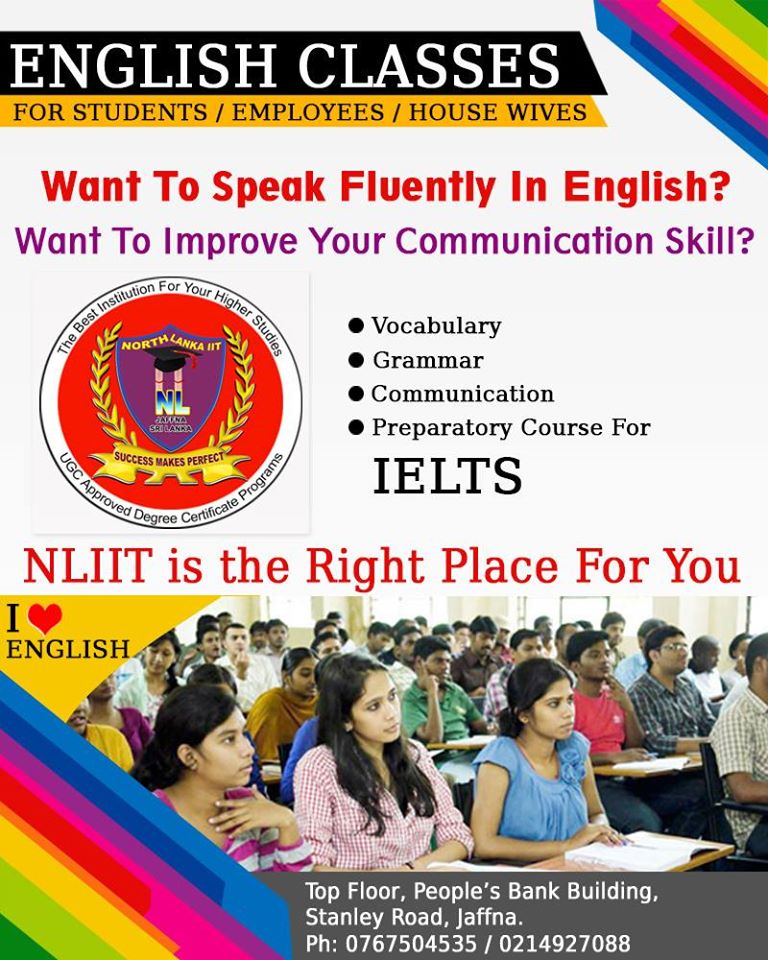 ENGLISH CLASSES
FOR STUDENTS / EMPLOYEES / HOUSE WIVES
Want To Speak Fluently In English?
Want To Improve Your Communication Skill?
The Best Institution For Your Higher Studies
NORTH LANKA IIT
NL
JAFFNA
SRI LANKA
SUCCESS MAKES PERFECT
UGC Approved Degree Certificate Programs
● Vocabulary
● Grammar
● Communication
● Preparatory Course For
IELTS
NLIIT is the Right Place For You
I ❤
ENGLISH
Top Floor, People’s Bank Building,
Stanley Road, Jaffna.
Ph: 0767504535 / 0214927088